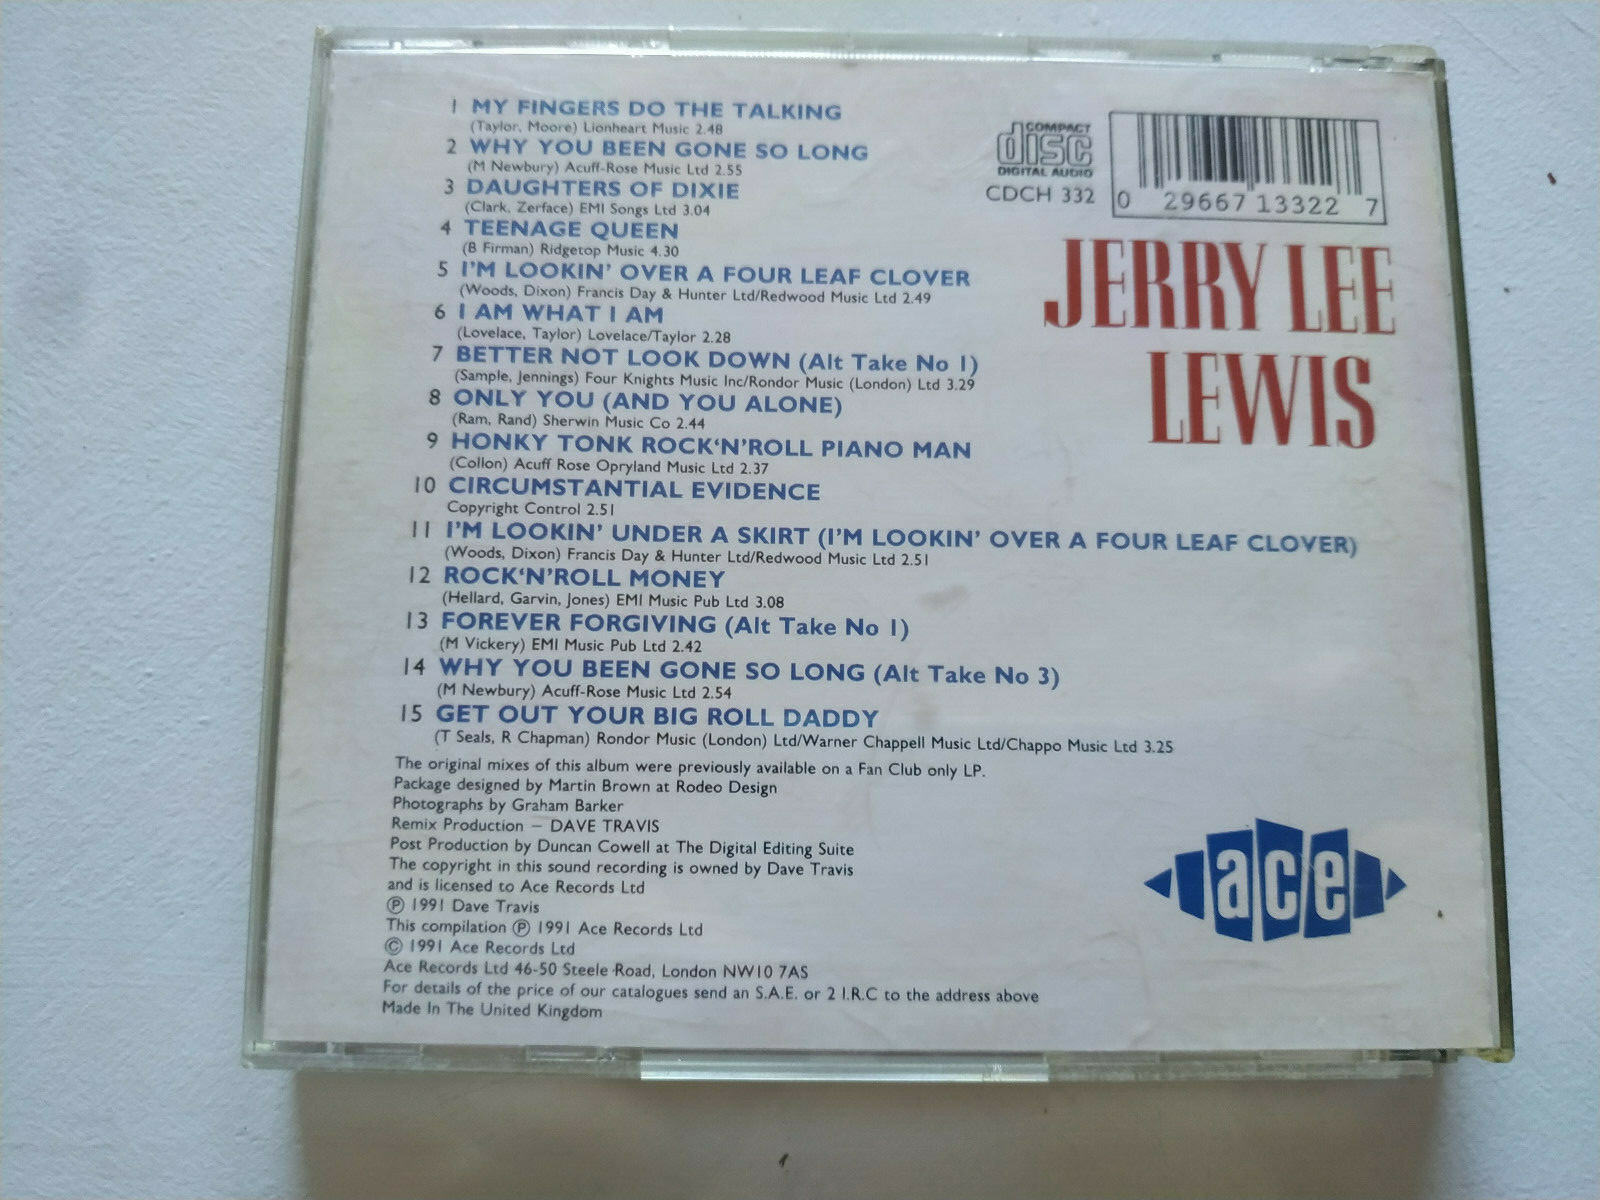 1 MY FINGERS DO THE TALKING
(Taylor, Moore) Lionheart Music 2.48
2 WHY YOU BEEN GONE SO LONG
(M Newbury) Acuff-Rose Music Ltd 2.55
3 DAUGHTERS OF DIXIE
(Clark, Zerface) EMI Songs Ltd 3.04
4 TEENAGE QUEEN
(B Firman) Ridgetop Music 4.30
5 I'M LOOKIN' OVER A FOUR LEAF CLOVER
(Woods, Dixon) Francis Day & Hunter Ltd/Redwood Music Ltd 2.49
6 I AM WHAT I AM
(Lovelace, Taylor) Lovelace/Taylor 2.28
7 BETTER NOT LOOK DOWN (Alt Take No 1)
(Sample, Jennings) Four Knights Music Inc/Rondor Music (London) Ltd 3.29
8 ONLY YOU (AND YOU ALONE)
(Ram, Rand) Sherwin Music Co 2.44
9 HONKY TONK ROCK'N'ROLL PIANO MAN
(Collon) Acuff Rose Opryland Music Ltd 2.37
10 CIRCUMSTANTIAL EVIDENCE
Copyright Control 2.51
11 I'M LOOKIN' UNDER A SKIRT (I'M LOOKIN' OVER A FOUR LEAF CLOVER)
(Woods, Dixon) Francis Day & Hunter Ltd/Redwood Music Ltd 2.51
12 ROCK'N'ROLL MONEY
(Hellard, Garvin, Jones) EMI Music Pub Ltd 3.08
13 FOREVER FORGIVING (Alt Take No 1)
(M Vickery) EMI Music Pub Ltd 2.42
14 WHY YOU BEEN GONE SO LONG (Alt Take No 3)
(M Newbury) Acuff-Rose Music Ltd 2.54
15 GET OUT YOUR BIG ROLL DADDY
(T Seals, R Chapman) Rondor Music (London) Ltd/Warner Chappell Music Ltd/Chappo Music Ltd 3.25
The original mixes of this album were previously available on a Fan Club only LP.
Package designed by Martin Brown at Rodeo Design
Photographs by Graham Barker
Remix Production – DAVE TRAVIS
Post Production by Duncan Cowell at The Digital Editing Suite
The copyright in this sound recording is owned by Dave Travis
and is licensed to Ace Records Ltd
Ⓟ 1991 Dave Travis
This compilation Ⓟ 1991 Ace Records Ltd
© 1991 Ace Records Ltd
Ace Records Ltd 46-50 Steele Road, London NW10 7AS
For details of the price of our catalogues send an S.A.E. or 2 I.R.C to the address above
Made In The United Kingdom
COMPACT
disc
DIGITAL AUDIO
CDCH 332
0 29667 13322 7
JERRY LEE
LEWIS
ace